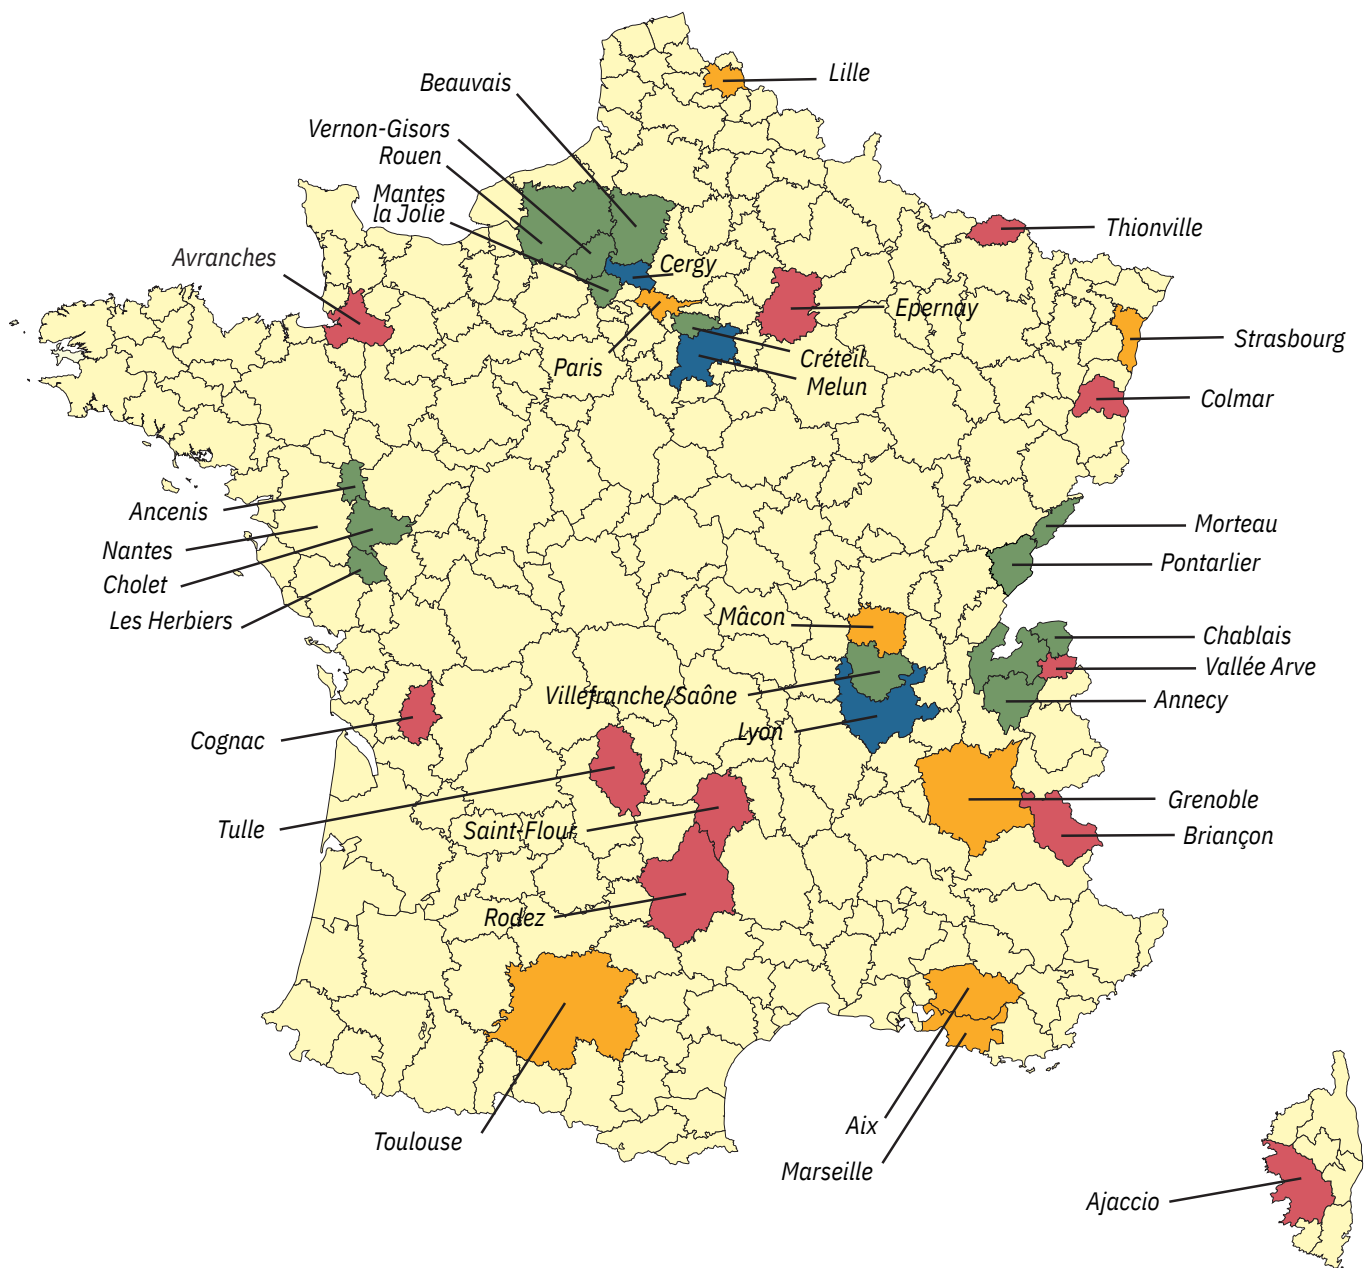 Lille
Beauvais
Vernon-Gisors
Rouen
Mantes
la Jolie
Thionville
Avranches
Cergy
Epernay
Strasbourg
Paris
Créteil
Melun
Colmar
Ancenis
Nantes
Cholet
Les Herbiers
Morteau
Pontarlier
Mâcon
Chablais
Vallée Arve
Villefranche/Saône
Annecy
Cognac
Lyon
Grenoble
Tulle
Saint-Flour
Briançon
Rodez
Aix
Toulouse
Marseille
Ajaccio